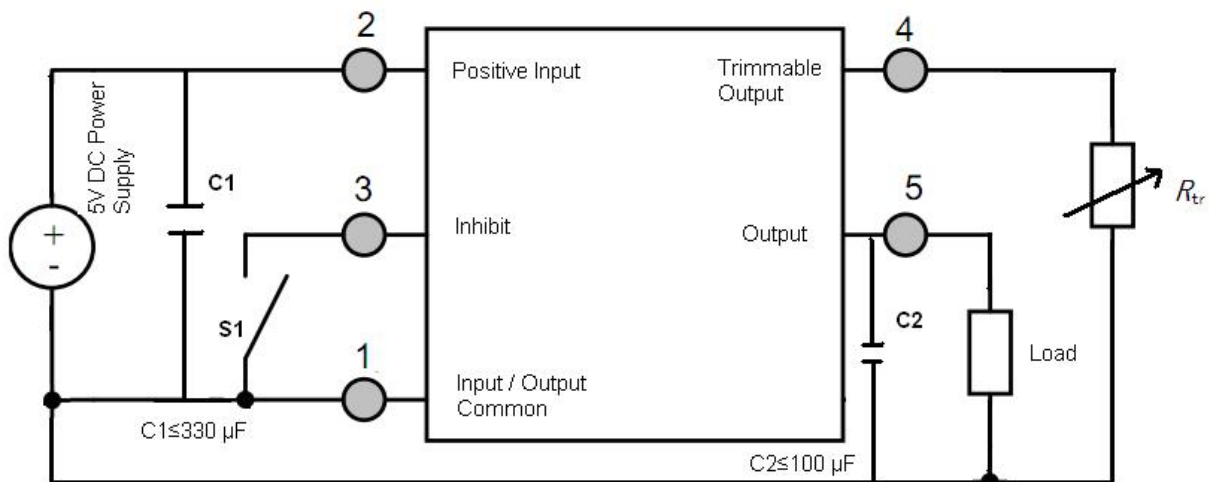 2
4
Positive Input
Trimmable
Output
5V DC Power
Supply
C1
3
5
R_tr
+
-
Inhibit
Output
S1
C2
1
Load
Input / Output
Common
C1≤330 µF
C2≤100 µF